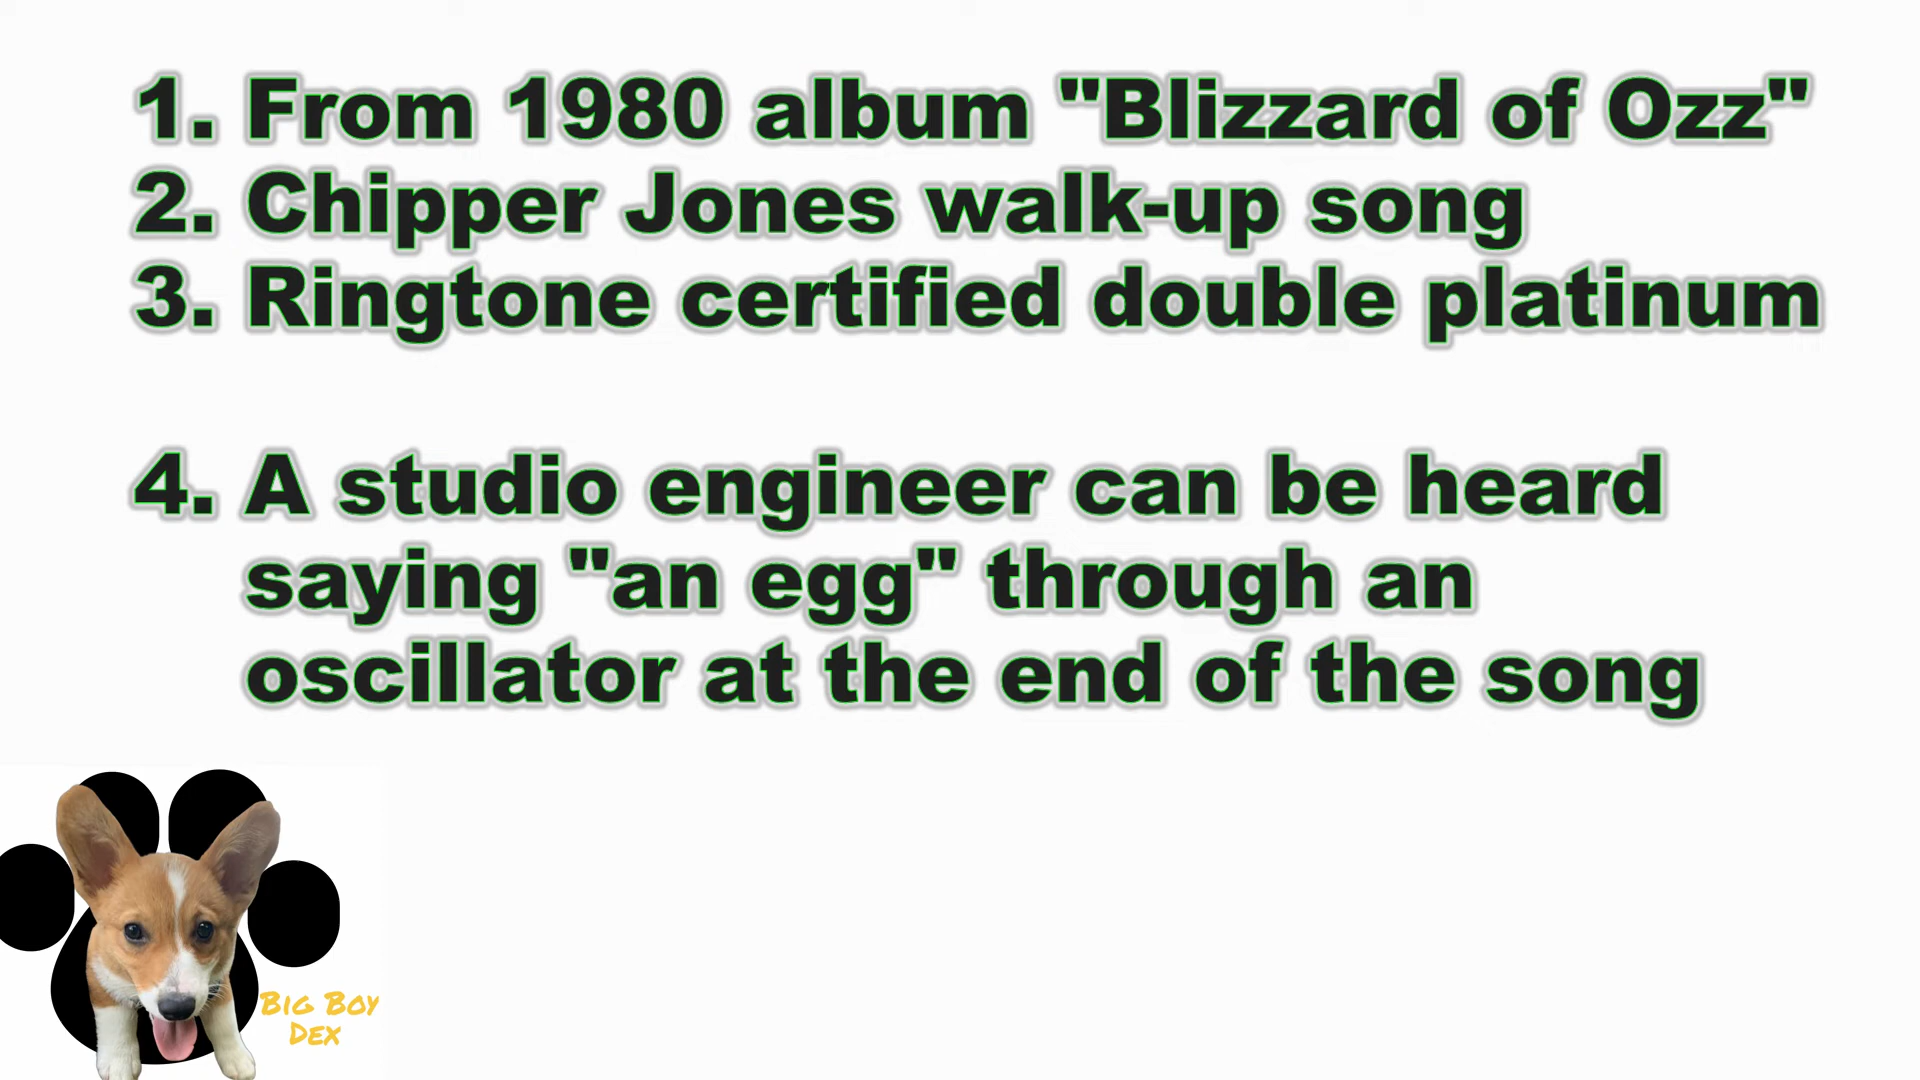 1. From 1980 album "Blizzard of Ozz"
2. Chipper Jones walk-up song
3. Ringtone certified double platinum
4. A studio engineer can be heard
saying "an egg" through an
oscillator at the end of the song
Big Boy
Dex